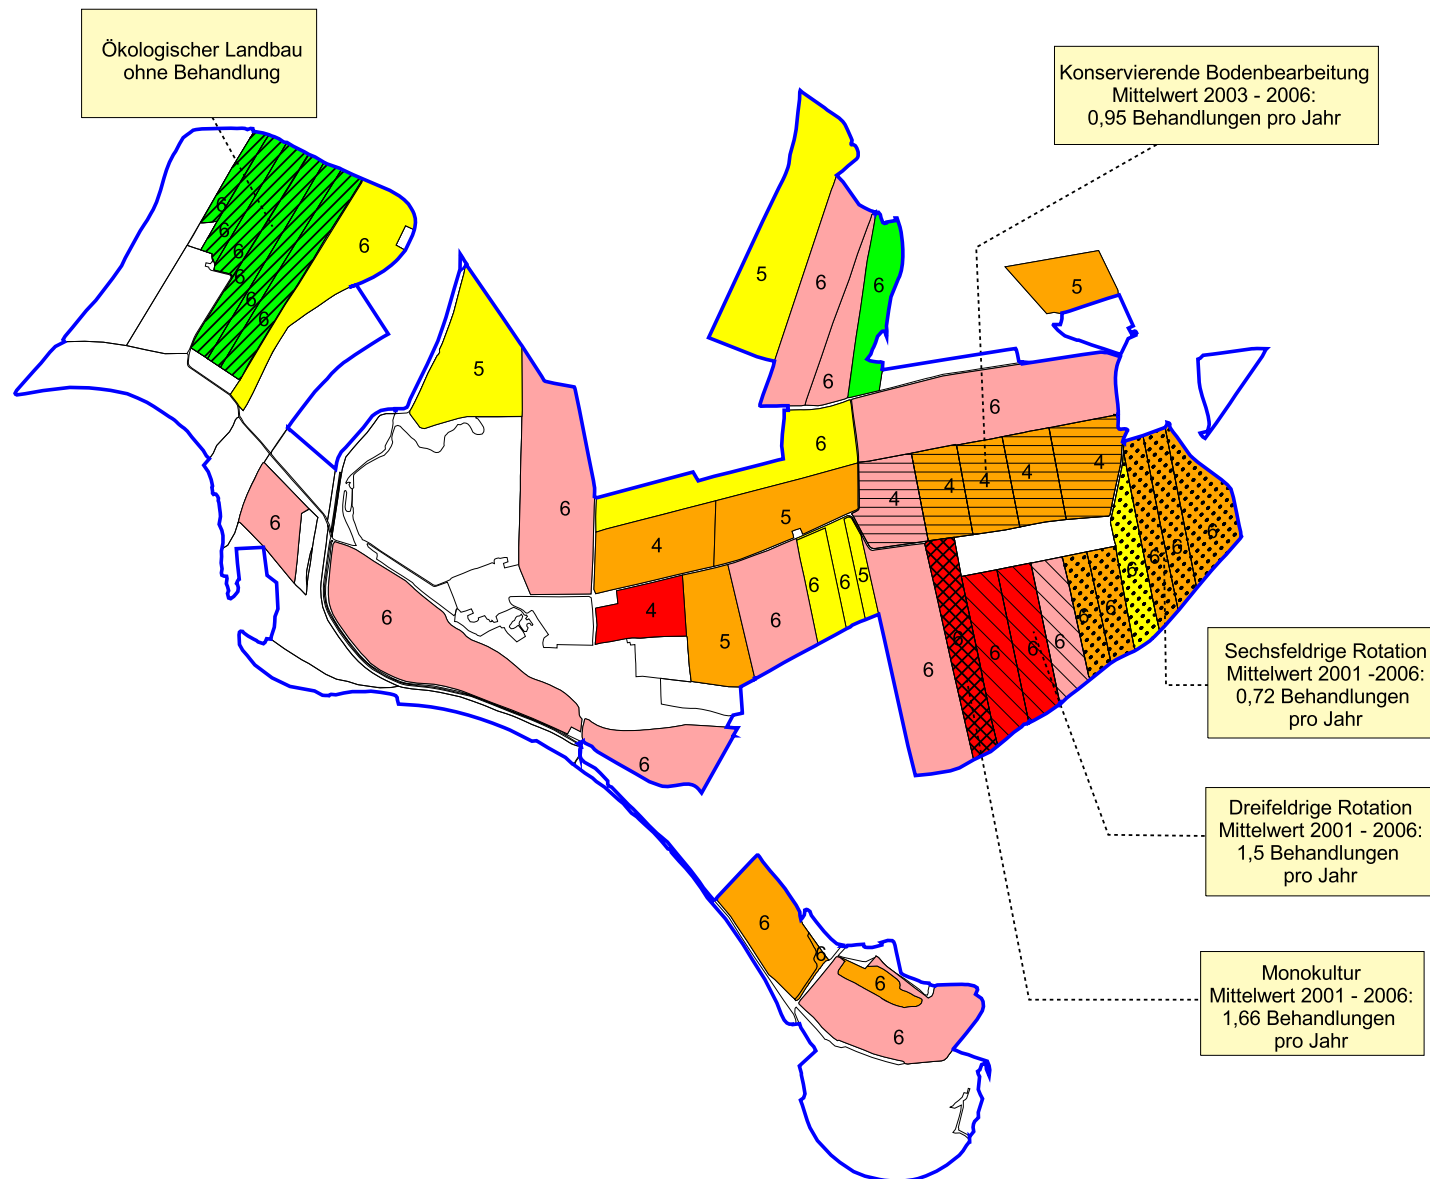 Ökologischer Landbau
ohne Behandlung
Konservierende Bodenbearbeitung
Mittelwert 2003 - 2006:
0,95 Behandlungen pro Jahr
6
6
6
6
6
6
6
5
6
6
6
5
5
6
6
6
4
4
4
4
4
6
5
4
6
6
6
6
6
6
6
6
5
4
6
5
6
6
6
6
6
6
6
6
Sechsfeldrige Rotation
Mittelwert 2001 -2006:
0,72 Behandlungen
pro Jahr
Dreifeldrige Rotation
Mittelwert 2001 - 2006:
1,5 Behandlungen
pro Jahr
6
6
6
6
Monokultur
Mittelwert 2001 - 2006:
1,66 Behandlungen
pro Jahr